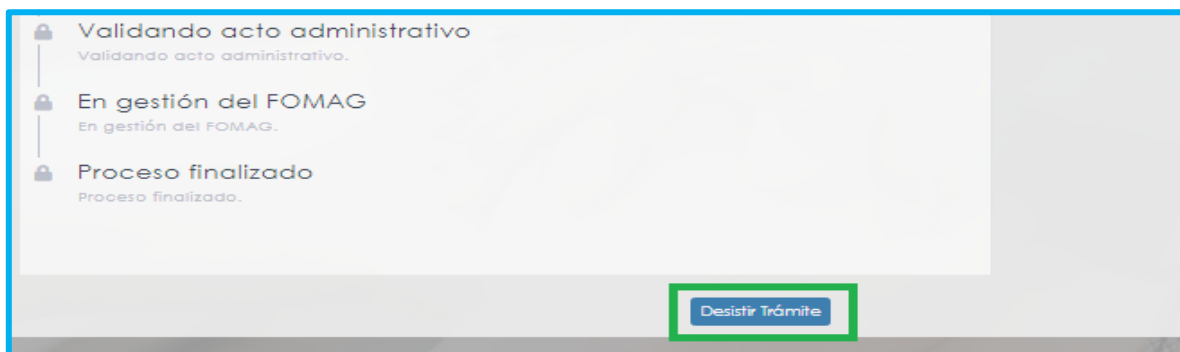 Validando acto administrativo
Validando acto administrativo.
En gestión del FOMAG
En gestión del FOMAG.
Proceso finalizado
Proceso finalizado.
Desistir Trámite